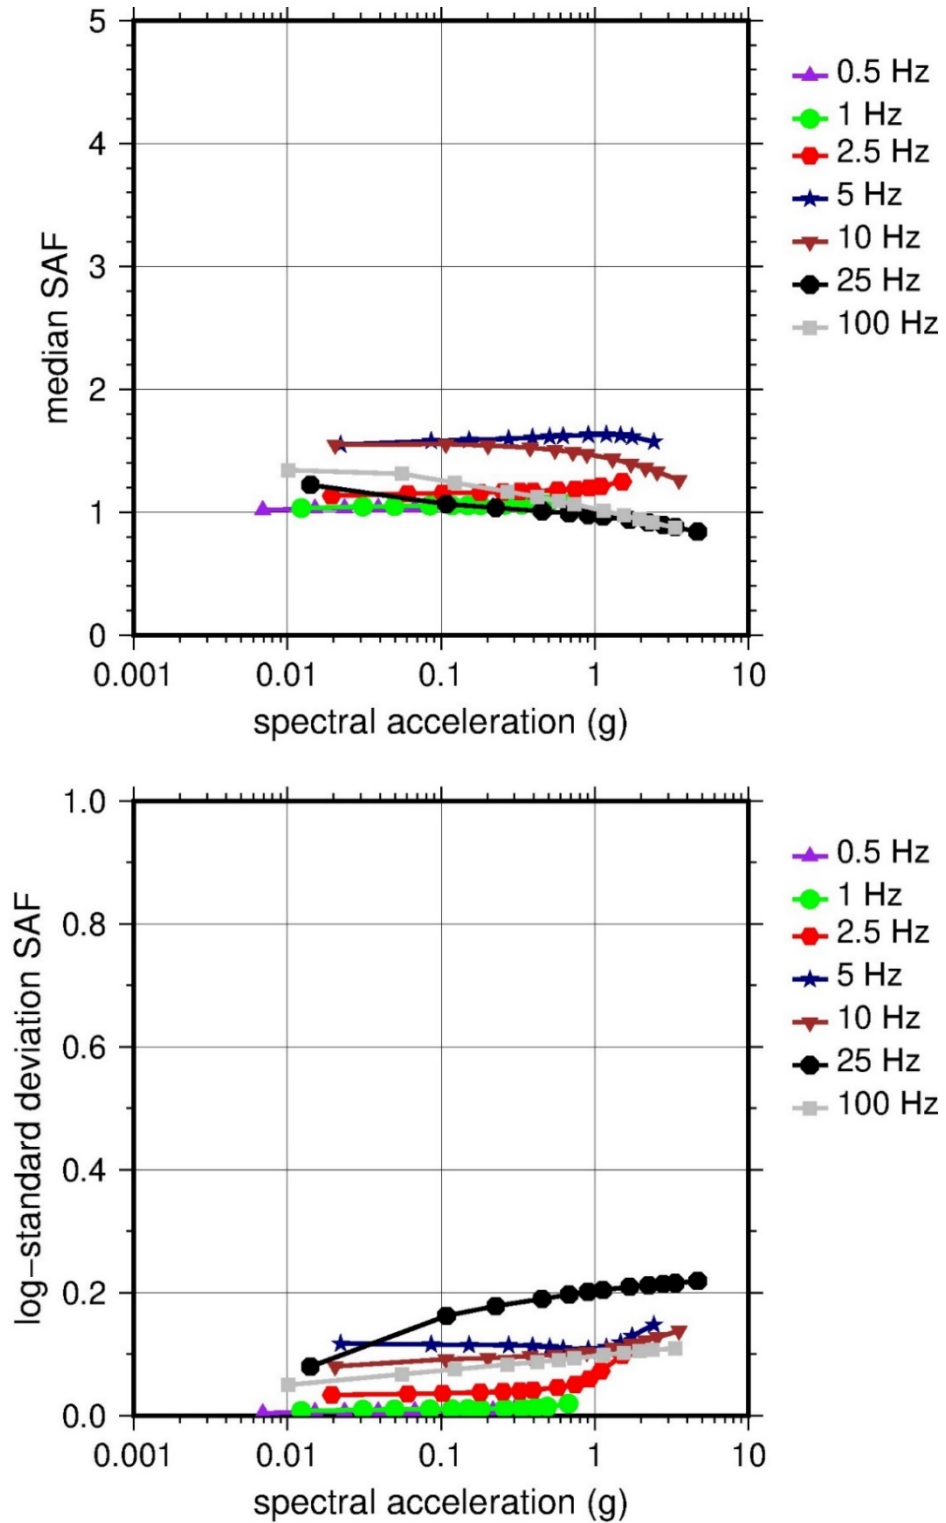 5
4
3
2
1
0
median SAF
0.001
0.01
0.1
1
10
spectral acceleration (g)
0.5 Hz
1 Hz
2.5 Hz
5 Hz
10 Hz
25 Hz
100 Hz
1.0
0.8
0.6
0.4
0.2
0.0
log−standard deviation SAF
0.001
0.01
0.1
1
10
spectral acceleration (g)
0.5 Hz
1 Hz
2.5 Hz
5 Hz
10 Hz
25 Hz
100 Hz